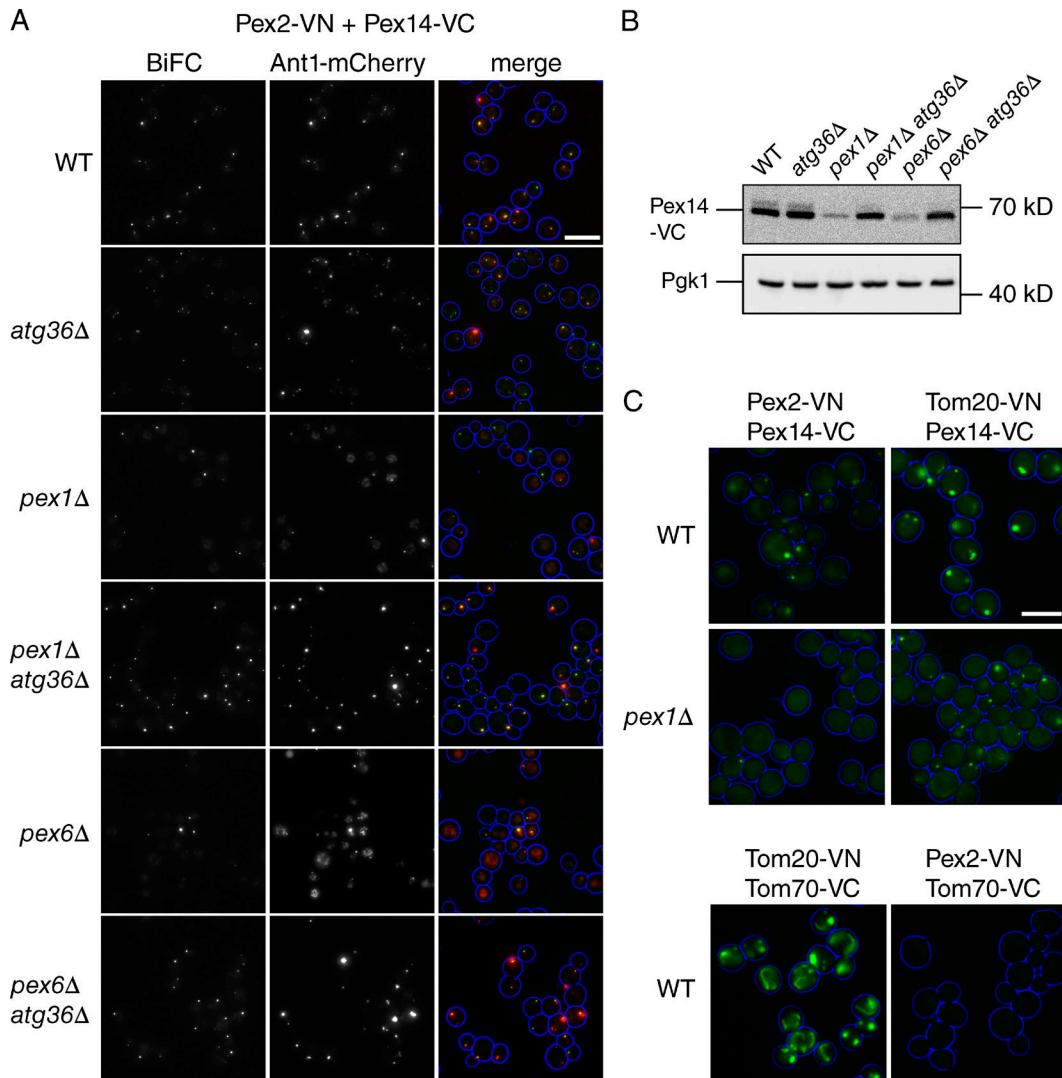 A
Pex2-VN + Pex14-VC
BiFC Ant1-mCherry merge
WT
atg36Δ
pex1Δ
pex1Δ
atg36Δ
pex6Δ
pex6Δ
atg36Δ
B
WT atg36Δ pex1Δ pex1Δ atg36Δ pex6Δ pex6Δ atg36Δ
Pex14
-VC
70 kD
Pgk1
40 kD
C
Pex2-VN Tom20-VN
Pex14-VC Pex14-VC
WT
pex1Δ
Tom20-VN Pex2-VN
Tom70-VC Tom70-VC
WT